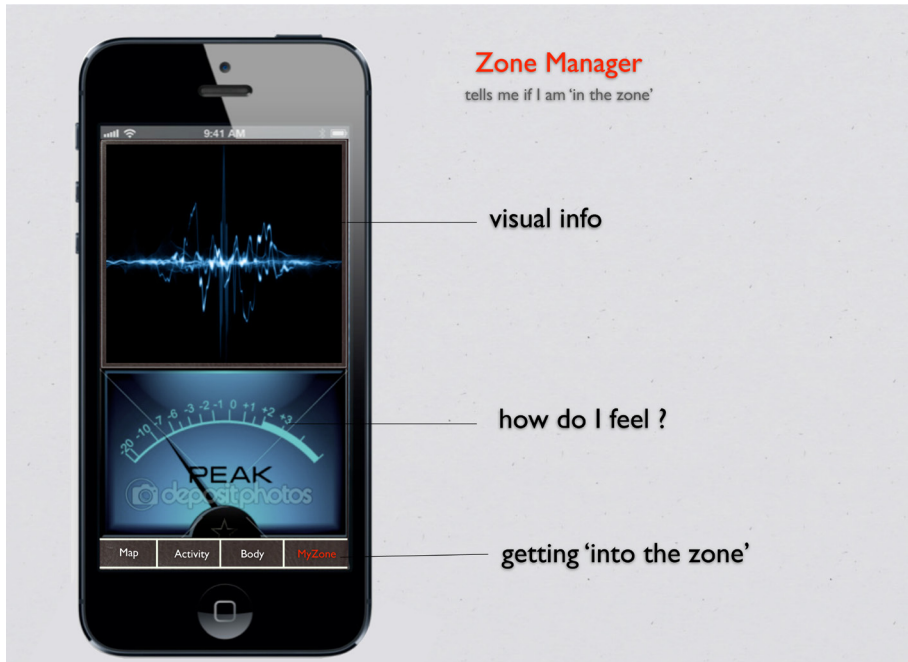 Zone Manager
tells me if I am ‘in the zone’
9:41 AM
visual info
-20 -10 -7 -6 -3 -2 -1 0 +1 +2 +3
how do I feel ?
PEAK
depositphotos
Map Activity Body MyZone
getting ‘into the zone’